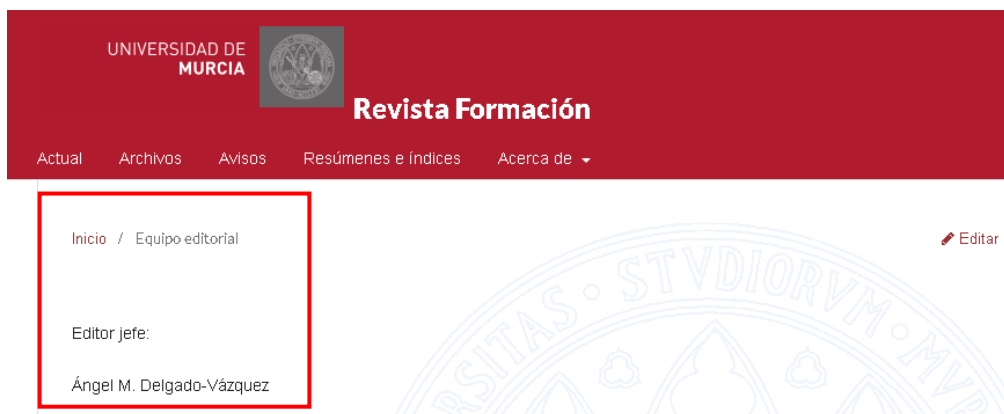 UNIVERSIDAD DE
MURCIA
Revista Formación
Actual Archivos Avisos Resúmenes e índices Acerca de
Inicio / Equipo editorial
Editar
Editor jefe:
Ángel M. Delgado-Vázquez